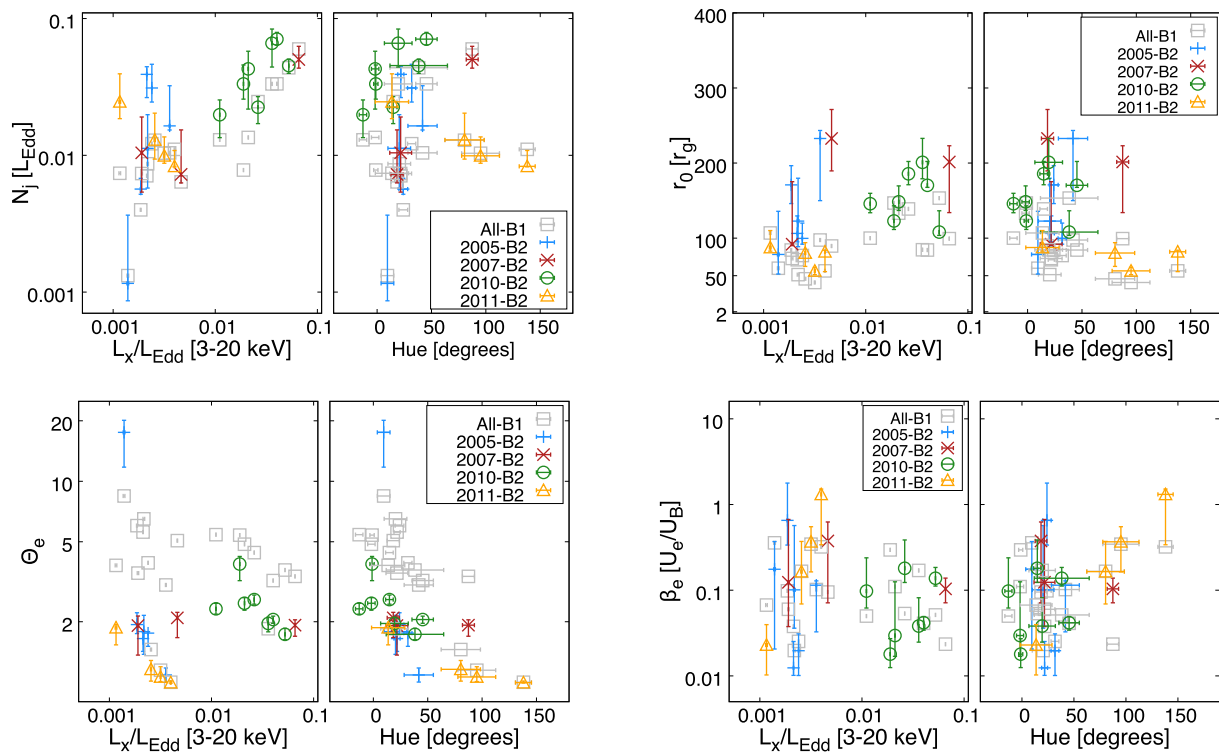 N_j [L_Edd]
0.1
0.01
0.001
0.001 0.01 0.1
L_x/L_Edd [3-20 keV]
0 50 100 150
Hue [degrees]
All-B1
2005-B2
2007-B2
2010-B2
2011-B2
r_0 [r_g]
400
300
200
100
50
2
0.001 0.01 0.1
L_x/L_Edd [3-20 keV]
0 50 100 150
Hue [degrees]
All-B1
2005-B2
2007-B2
2010-B2
2011-B2
Θ_e
20
10
5
2
0.001 0.01 0.1
L_x/L_Edd [3-20 keV]
0 50 100 150
Hue [degrees]
All-B1
2005-B2
2007-B2
2010-B2
2011-B2
β_e [U_e/U_B]
10
1
0.1
0.01
0.001 0.01 0.1
L_x/L_Edd [3-20 keV]
0 50 100 150
Hue [degrees]
All-B1
2005-B2
2007-B2
2010-B2
2011-B2